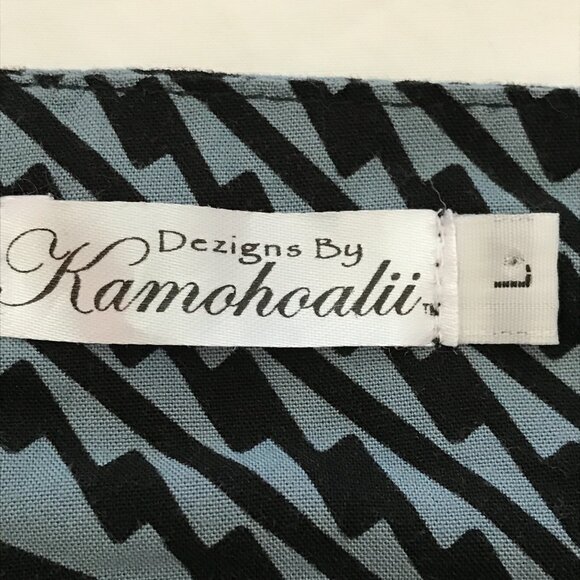 Dezigns By
Kamohoalii™
L